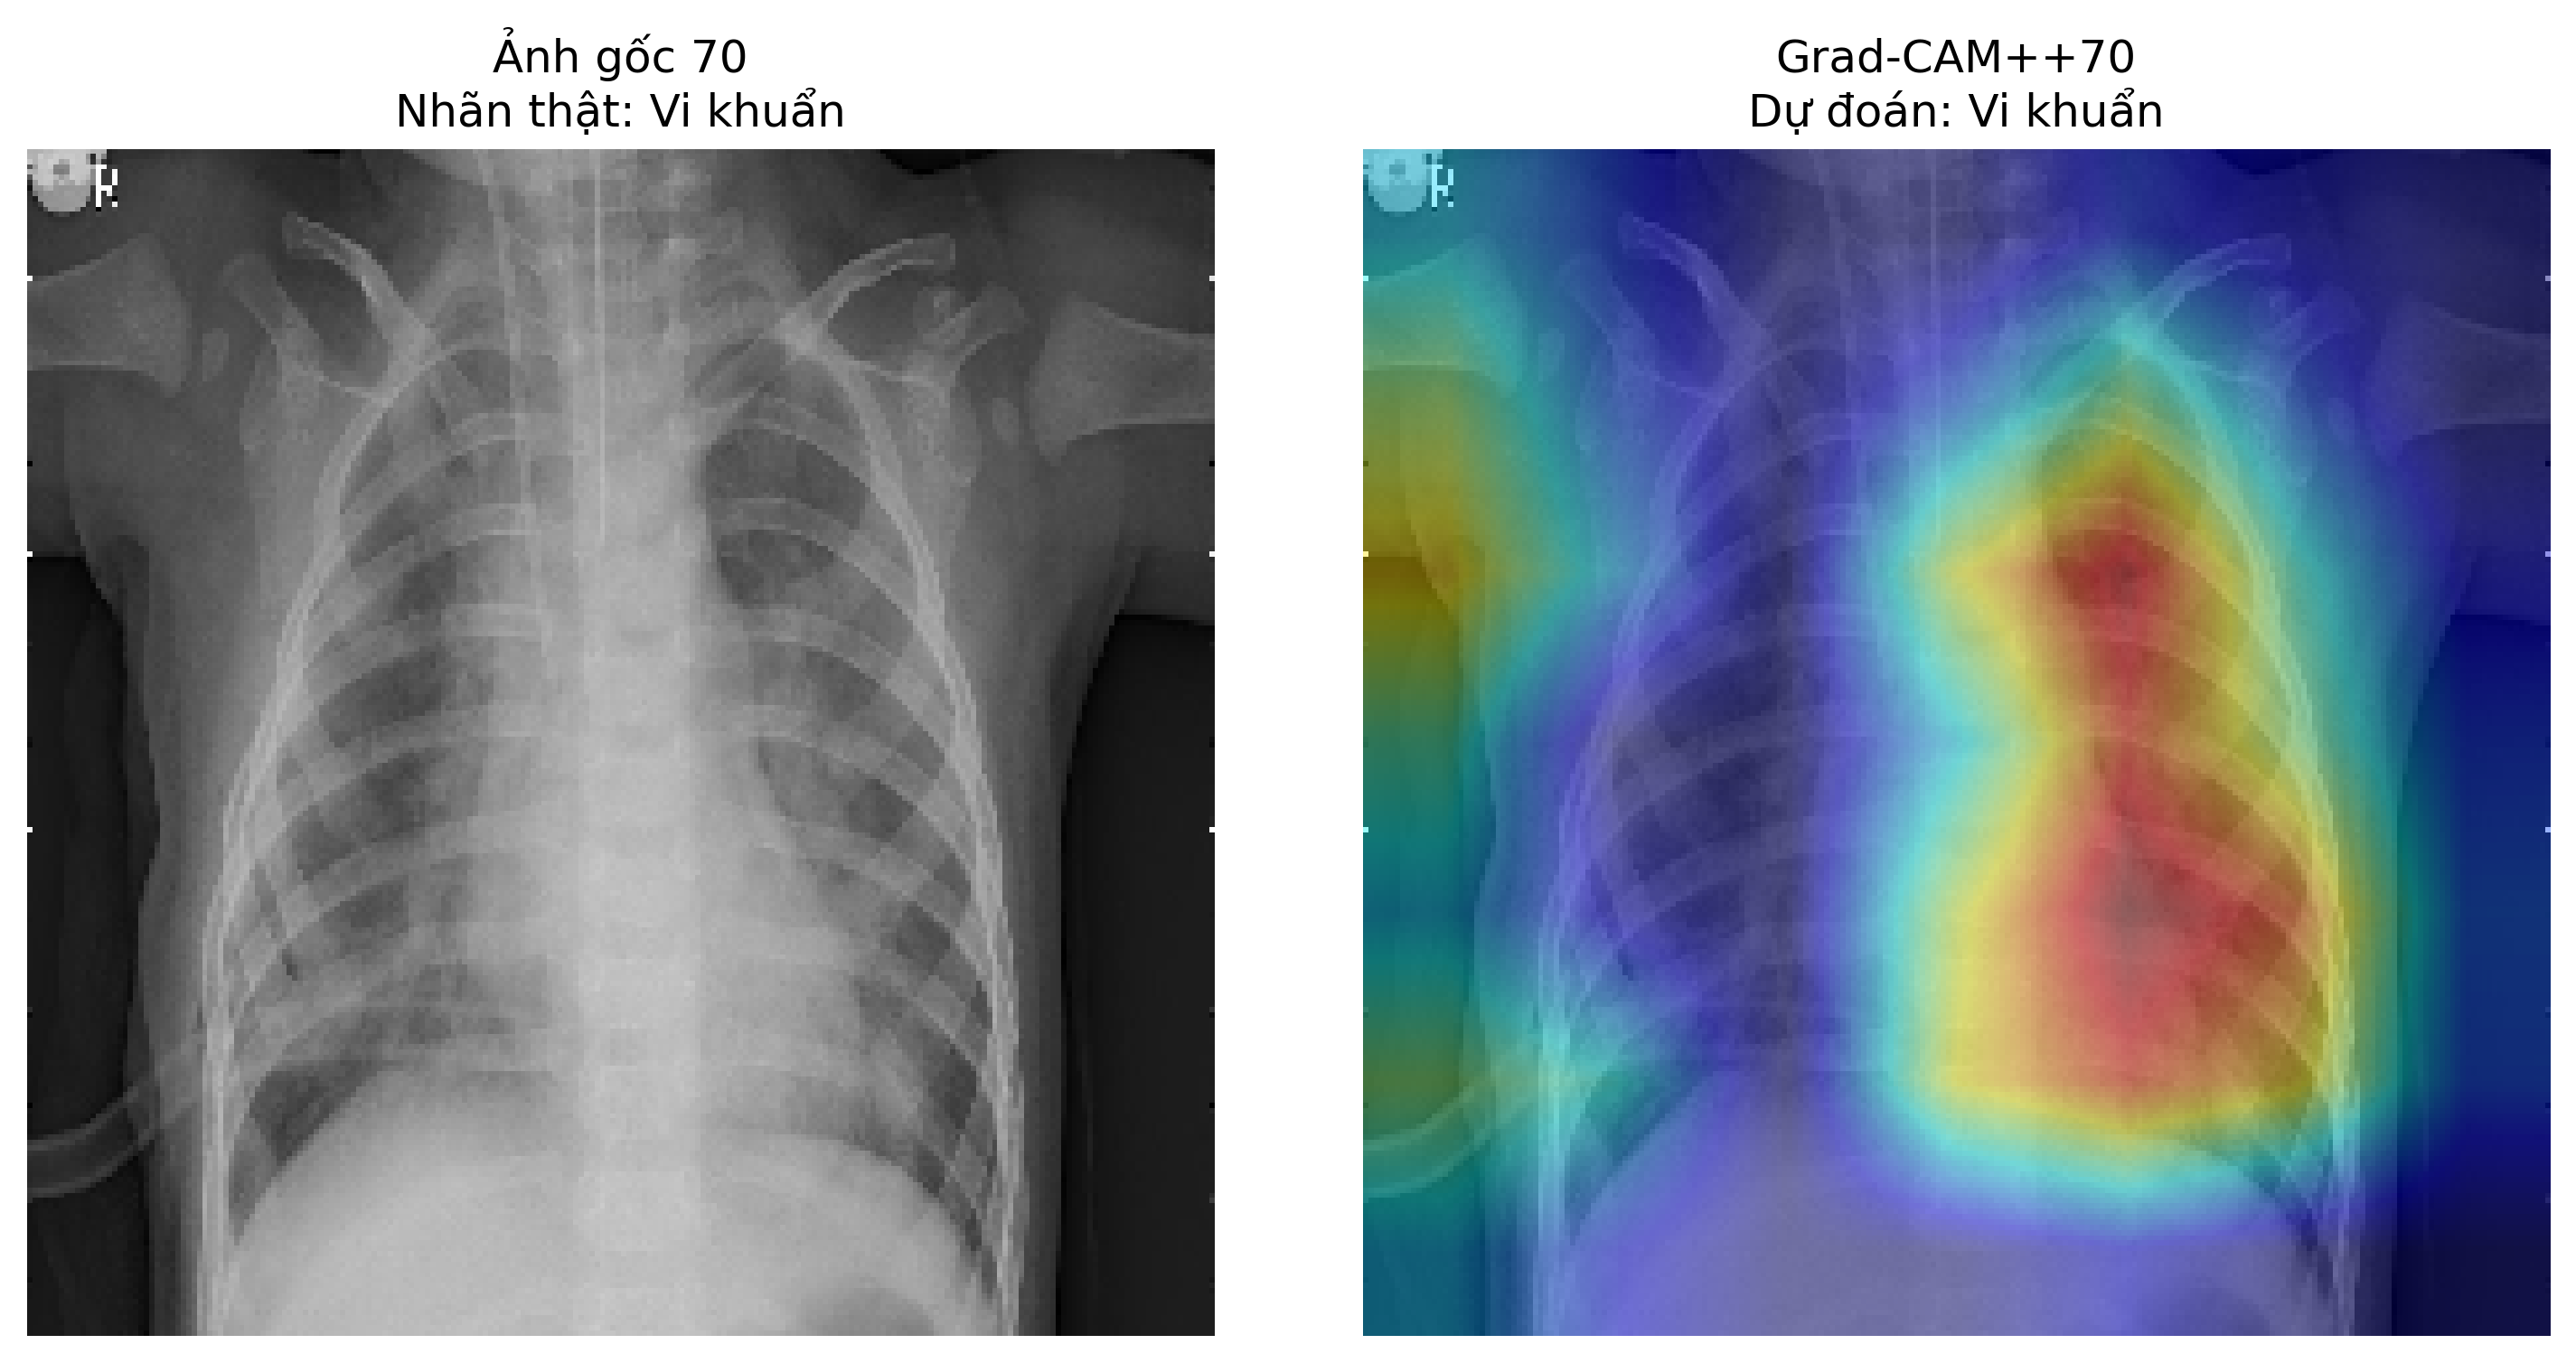 Ảnh gốc 70
Nhãn thật: Vi khuẩn
Grad-CAM++70
Dự đoán: Vi khuẩn
R
R